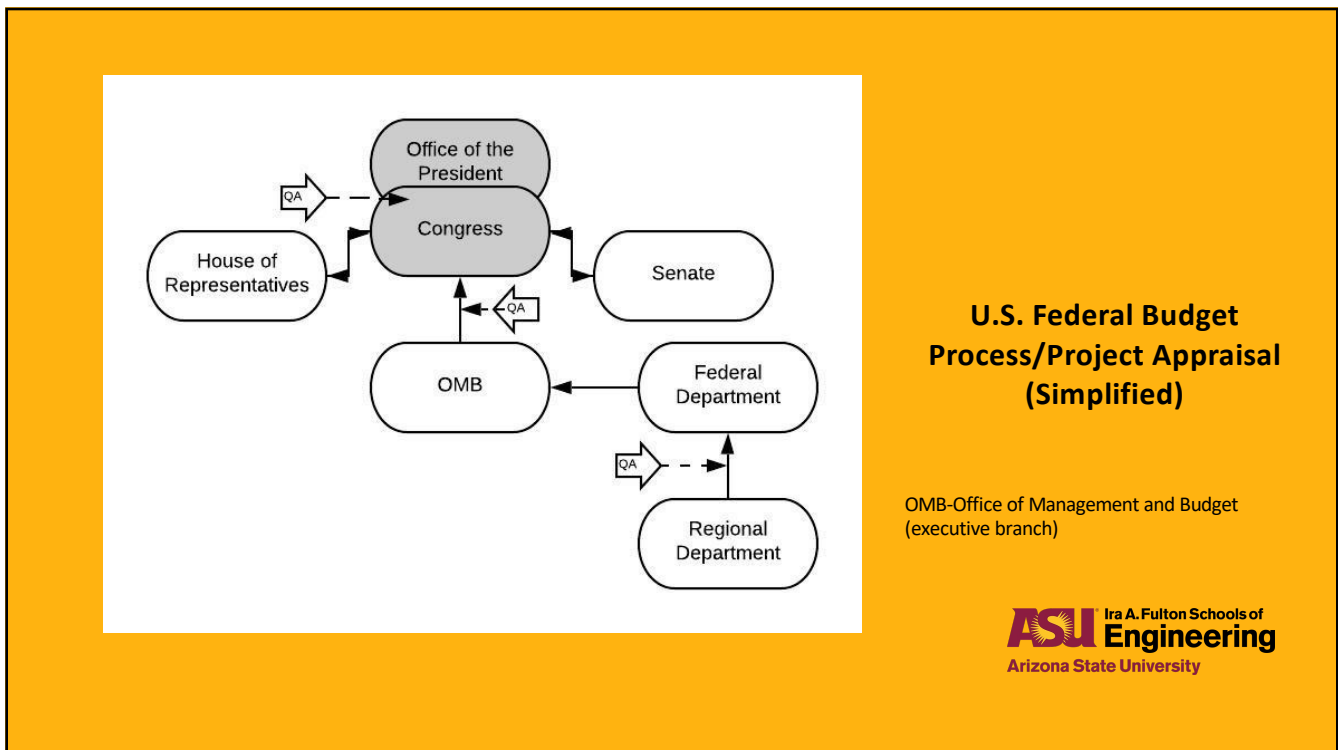 Office of the
President
QA
Congress
House of
Representatives
Senate
QA
OMB
Federal
Department
QA
Regional
Department
U.S. Federal Budget
Process/Project Appraisal
(Simplified)
OMB-Office of Management and Budget
(executive branch)
ASU Ira A. Fulton Schools of
Engineering
Arizona State University